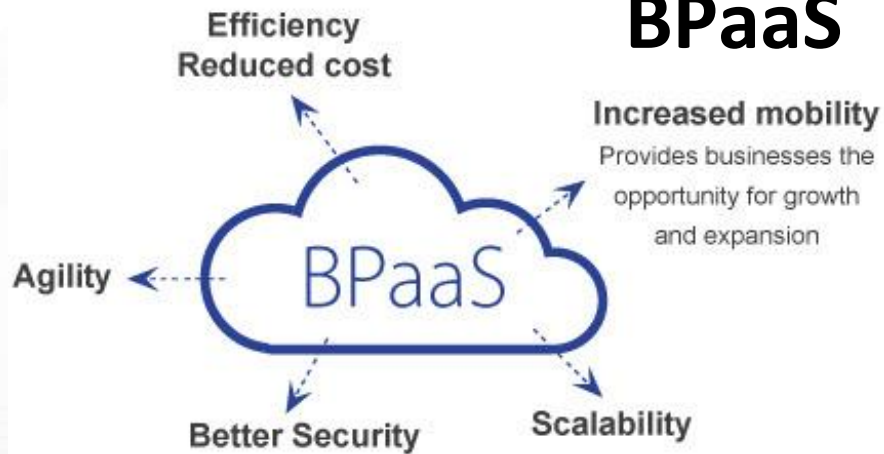 BPaaS
Efficiency
Reduced cost
Increased mobility
Provides businesses the
opportunity for growth
and expansion
Agility
BPaaS
Better Security
Scalability